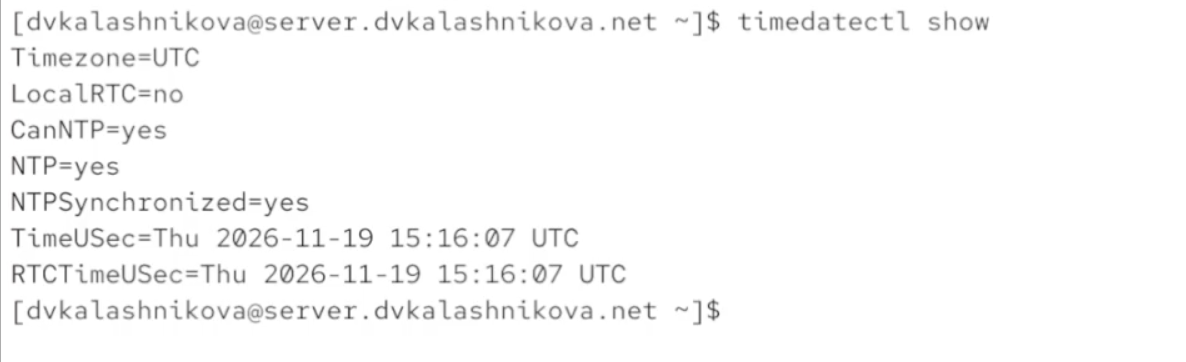 [dvkalashnikova@server.dvkalashnikova.net ~]$ timedatectl show
Timezone=UTC
LocalRTC=no
CanNTP=yes
NTP=yes
NTPSynchronized=yes
TimeUSec=Thu 2026-11-19 15:16:07 UTC
RTCTimeUSec=Thu 2026-11-19 15:16:07 UTC
[dvkalashnikova@server.dvkalashnikova.net ~]$